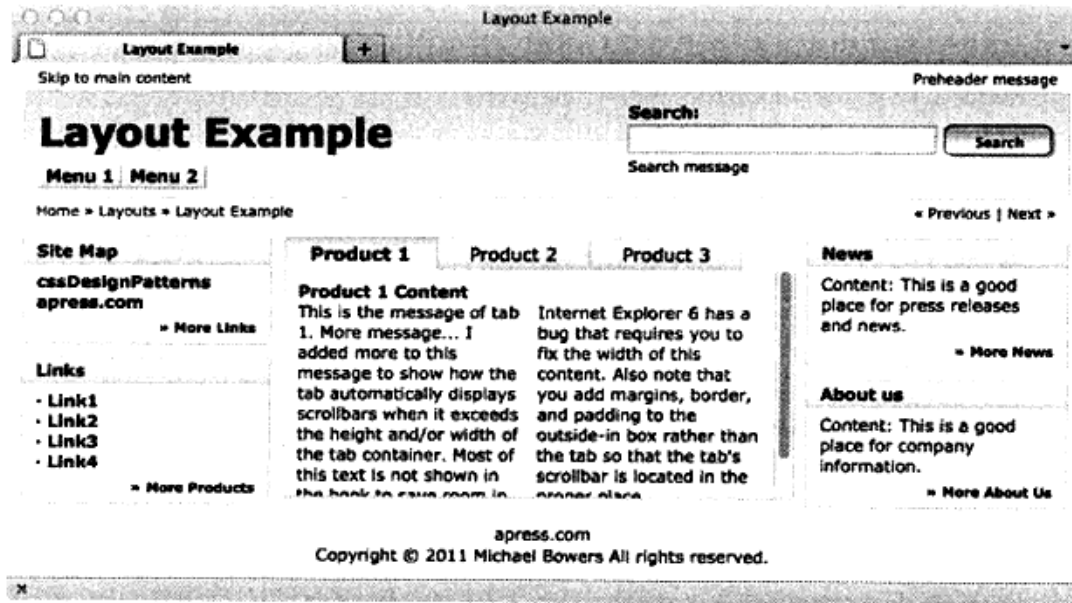 Layout Example
Layout Example
+
Skip to main content
Preheader message
Layout Example
Search:
Search
Search message
Menu 1 Menu 2
Home » Layouts » Layout Example
« Previous | Next »
Site Map
cssDesignPatterns
apress.com
» More Links
Links
· Link1
· Link2
· Link3
· Link4
» More Products
Product 1
Product 2
Product 3
Product 1 Content
This is the message of tab
1. More message... I
added more to this
message to show how the
tab automatically displays
scrollbars when it exceeds
the height and/or width of
the tab container. Most of
this text is not shown in
the book to save room in
Internet Explorer 6 has a
bug that requires you to
fix the width of this
content. Also note that
you add margins, border,
and padding to the
outside-in box rather than
the tab so that the tab's
scrollbar is located in the
proper place
News
Content: This is a good
place for press releases
and news.
» More News
About us
Content: This is a good
place for company
information.
» More About Us
apress.com
Copyright © 2011 Michael Bowers All rights reserved.
×